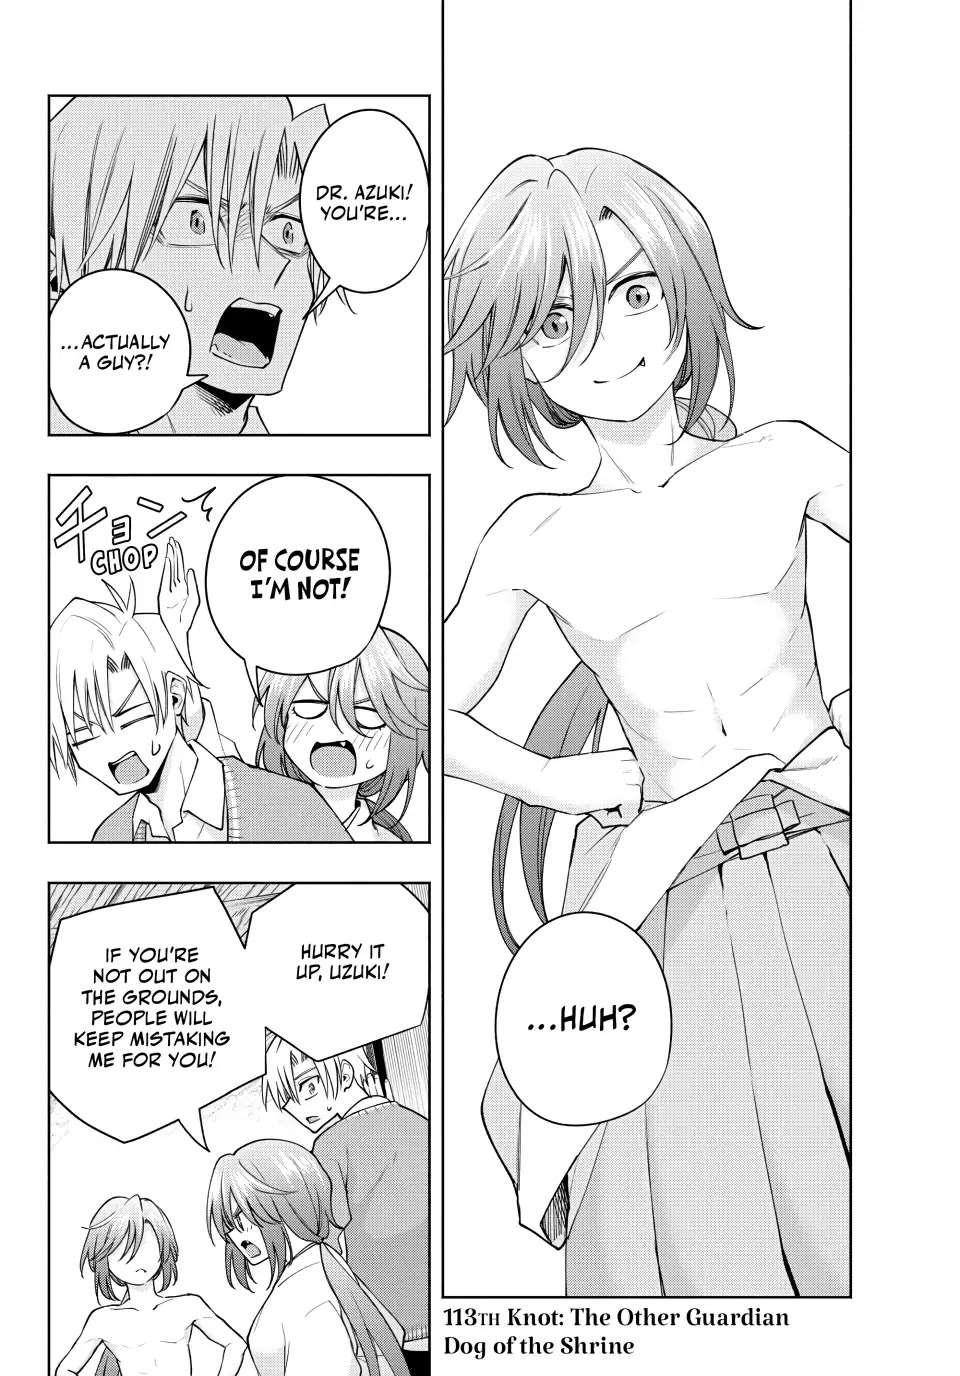 ...HUH?
113TH Knot: The Other Guardian
Dog of the Shrine
DR. AZUKI!
YOU'RE...
...ACTUALLY
A GUY?!
チョンて
CHOP
OF COURSE
I'M NOT!
HURRY IT
UP, UZUKI!
IF YOU'RE
NOT OUT ON
THE GROUNDS,
PEOPLE WILL
KEEP MISTAKING
ME FOR YOU!